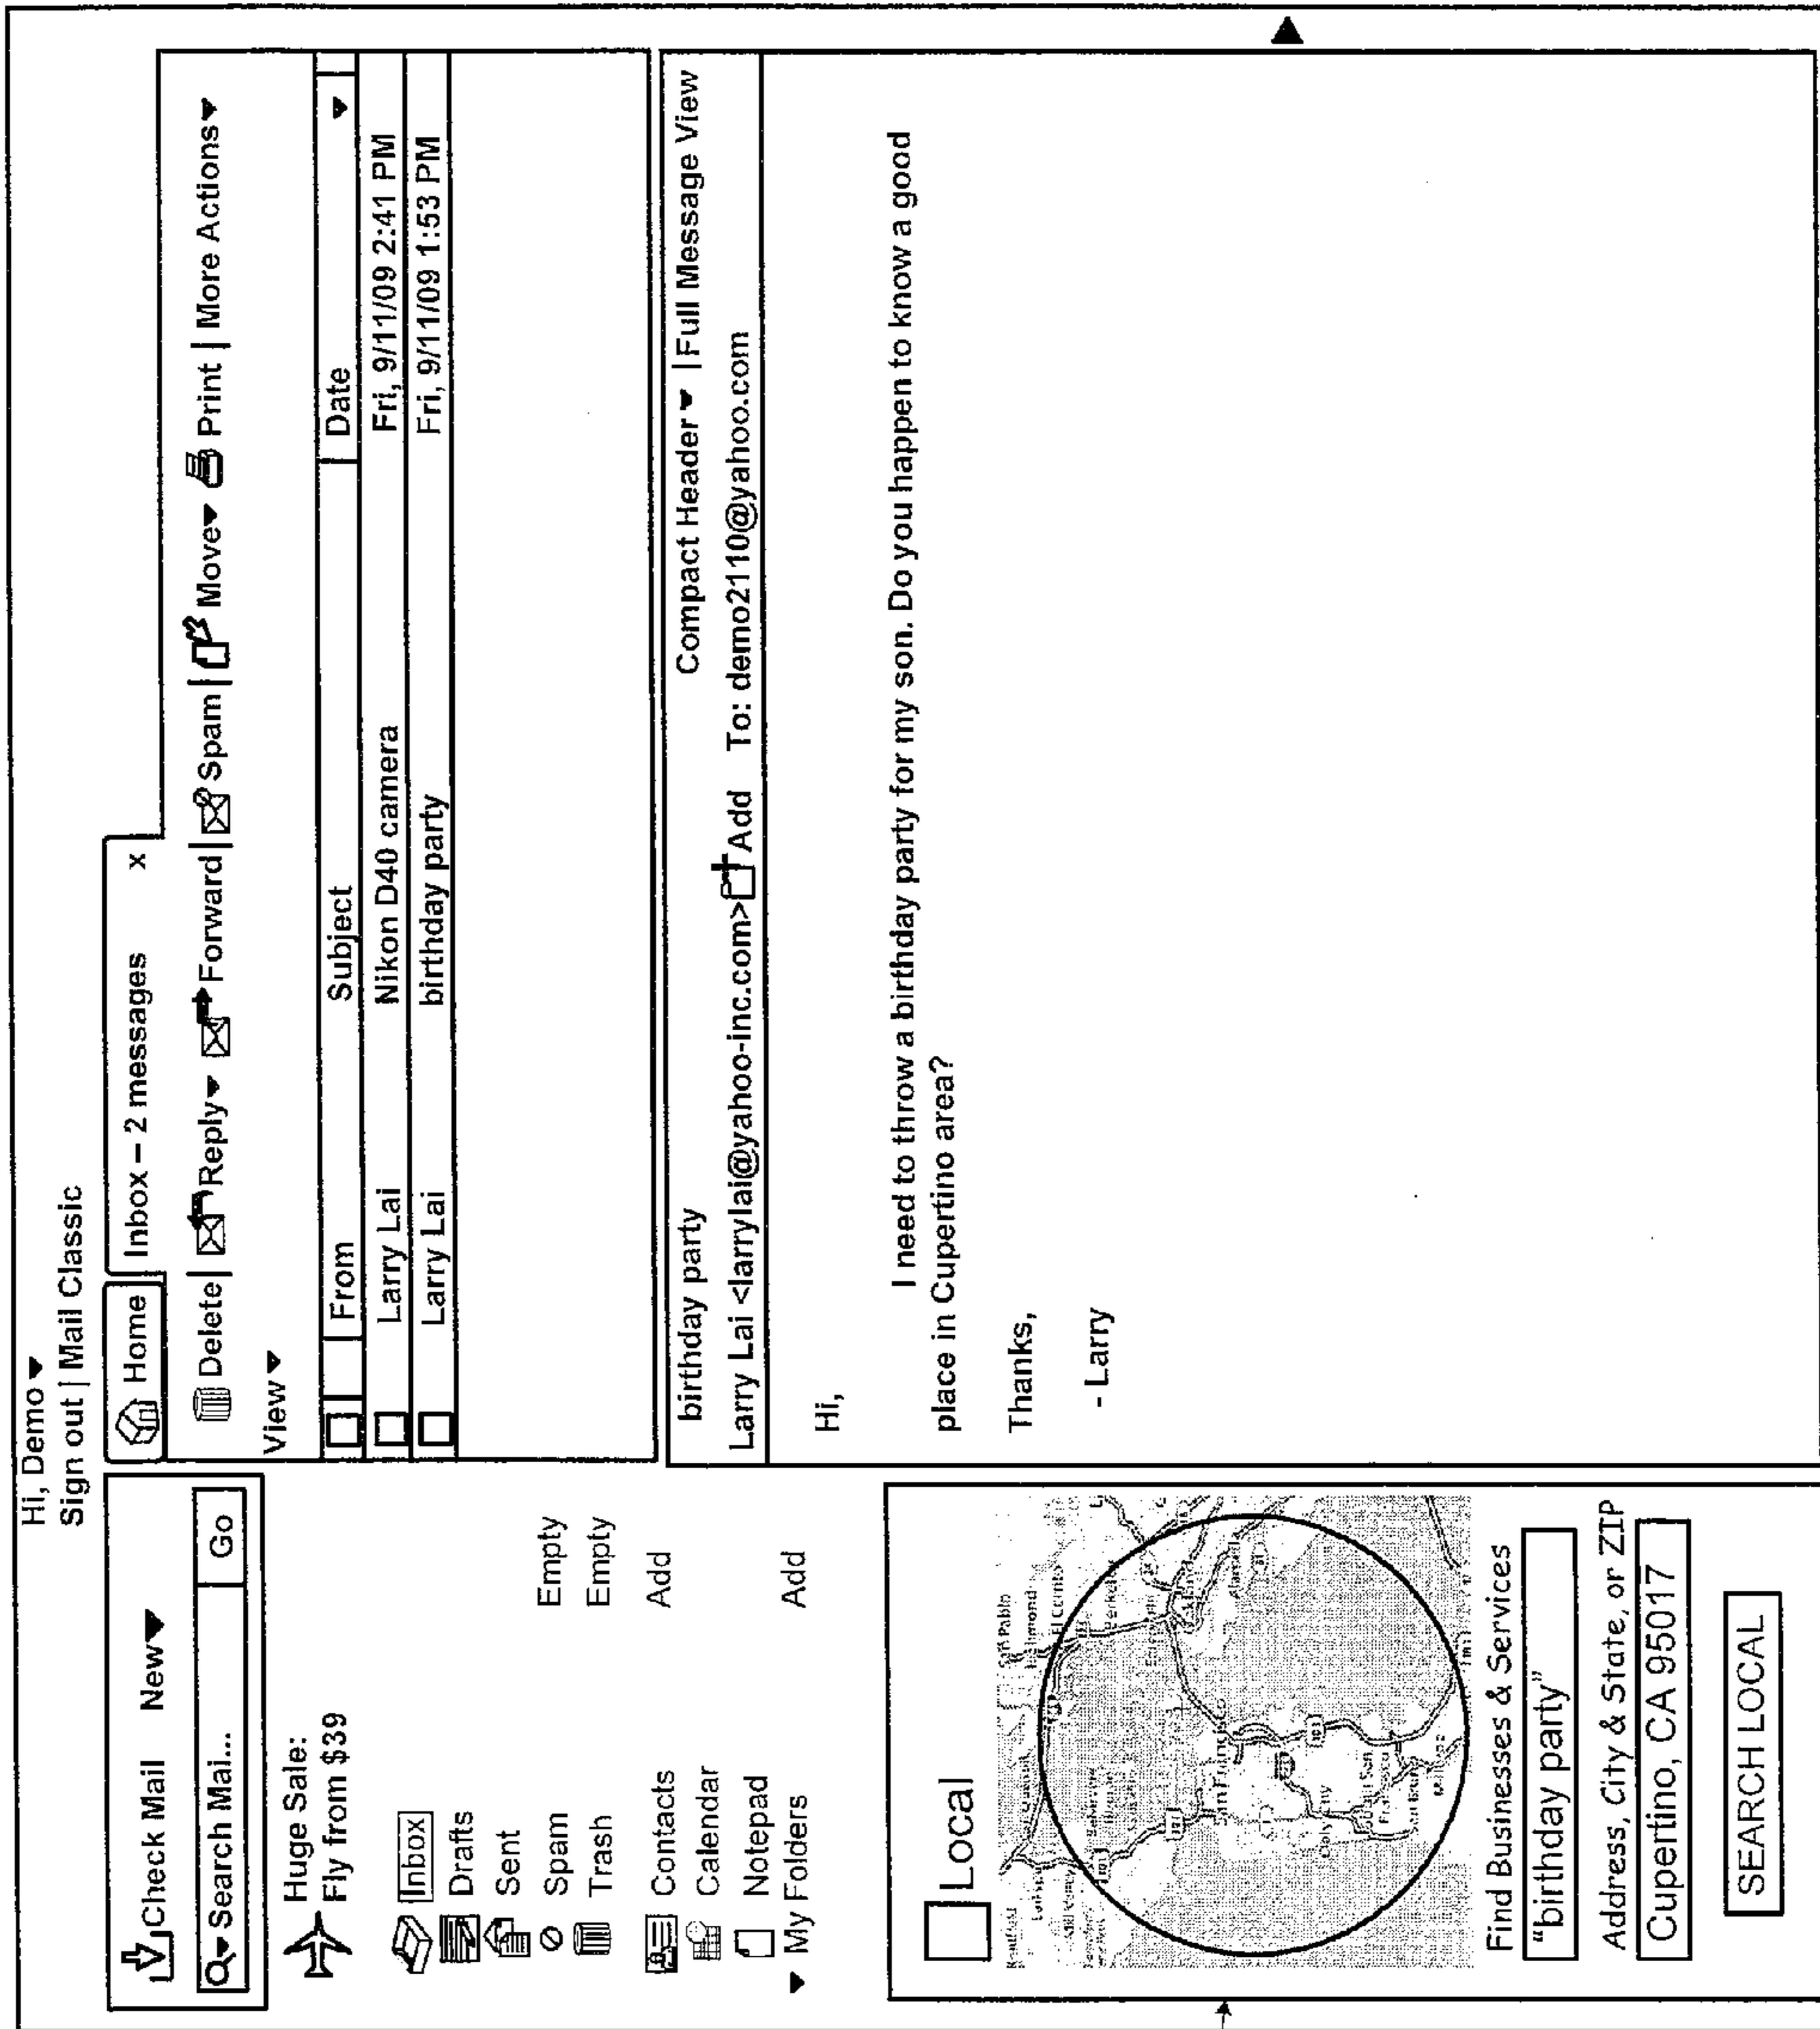 Hi, Demo
Sign out | Mail Classic
Check Mail New
Search Mai... Go
Huge Sale:
Fly from $39
Inbox
Drafts
Sent
Spam Empty
Trash Empty
Contacts Add
Calendar
Notepad
My Folders Add
Home Inbox – 2 messages x
Delete | Reply Forward | Spam | Move Print | More Actions
View
From Subject Date
Larry Lai Nikon D40 camera Fri, 9/11/09 2:41 PM
Larry Lai birthday party Fri, 9/11/09 1:53 PM
birthday party Compact Header | Full Message View
Larry Lai <larrylai@yahoo-inc.com> Add To: demo2110@yahoo.com
Hi,
I need to throw a birthday party for my son. Do you happen to know a good
place in Cupertino area?
Thanks,
- Larry
Local
San Pablo
El Cerrito
San Francisco
Find Businesses & Services
"birthday party"
Address, City & State, or ZIP
Cupertino, CA 95017
SEARCH LOCAL